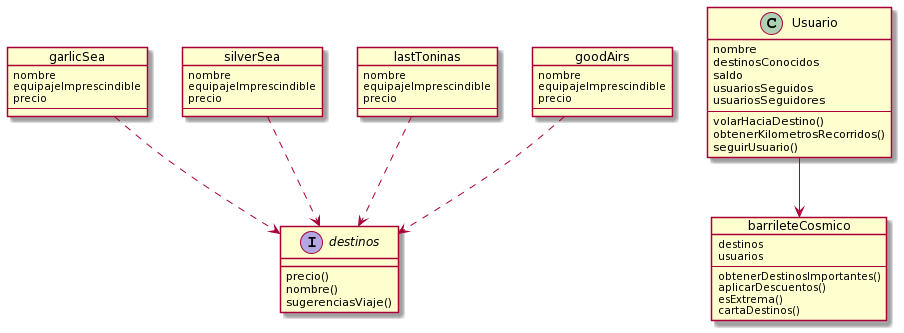 garlicSea
nombre
equipajeImprescindible
precio
silverSea
nombre
equipajeImprescindible
precio
lastToninas
nombre
equipajeImprescindible
precio
goodAirs
nombre
equipajeImprescindible
precio
C Usuario
nombre
destinosConocidos
saldo
usuariosSeguidos
usuariosSeguidores
volarHaciaDestino()
obtenerKilometrosRecorridos()
seguirUsuario()
I destinos
precio()
nombre()
sugerenciasViaje()
barrileteCosmico
destinos
usuarios
obtenerDestinosImportantes()
aplicarDescuentos()
esExtrema()
cartaDestinos()